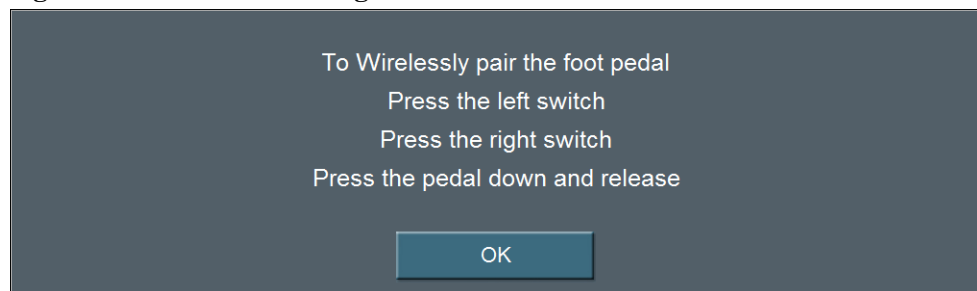 To Wirelessly pair the foot pedal
Press the left switch
Press the right switch
Press the pedal down and release
OK